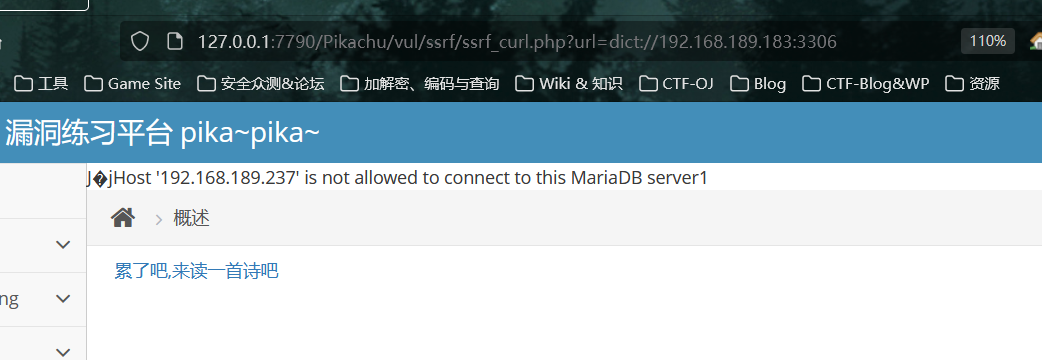 127.0.0.1:7790/Pikachu/vul/ssrf/ssrf_curl.php?url=dict://192.168.189.183:3306 110%
工具 Game Site 安全众测&论坛 加解密、编码与查询 Wiki & 知识 CTF-OJ Blog CTF-Blog&WP 资源
漏洞练习平台 pika~pika~
J�jHost '192.168.189.237' is not allowed to connect to this MariaDB server1
概述
累了吧,来读一首诗吧
ng